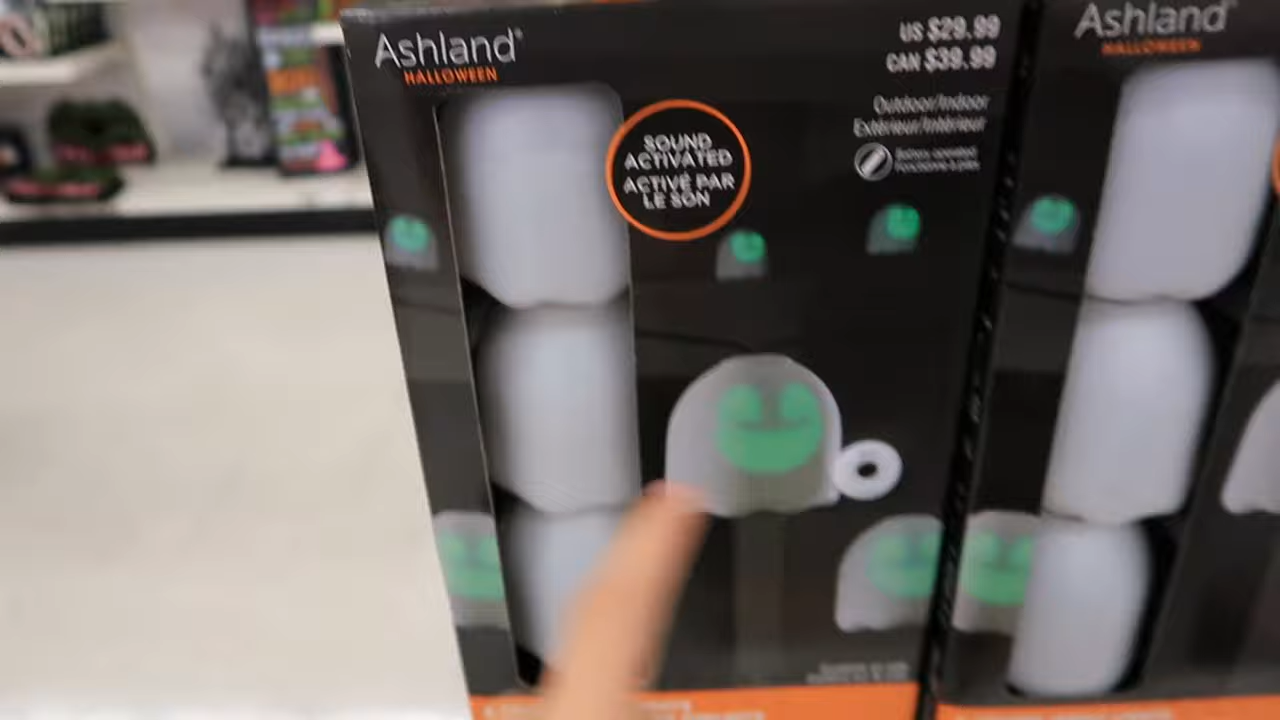 Ashland
HALLOWEEN
US $29.99
CAN $39.99
Outdoor/Indoor
Extérieur/Intérieur
SOUND
ACTIVATED
ACTIVÉ PAR
LE SON
Ashland
HALLOWEEN